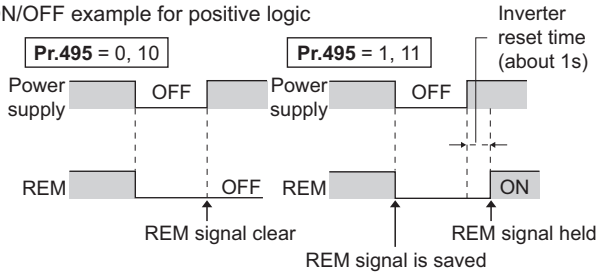 N/OFF example for positive logic
Inverter
reset time
(about 1s)
Pr.495 = 0, 10
Pr.495 = 1, 11
Power
supply
OFF
Power
supply
OFF
REM
OFF
REM
ON
REM signal clear
REM signal held
REM signal is saved